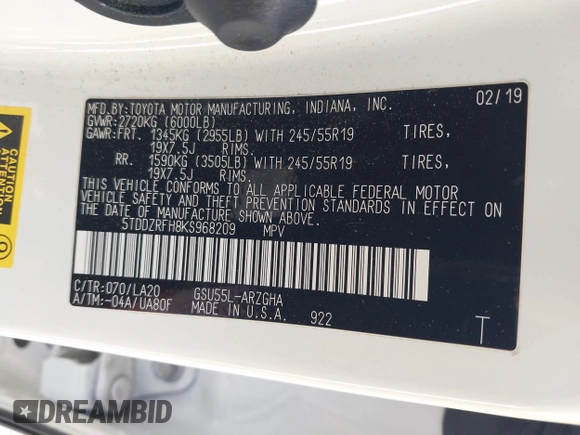 MFD.BY:TOYOTA MOTOR MANUFACTURING, INDIANA, INC. 02/19
GVWR:2720KG (6000LB)
GAWR:FRT. 1345KG (2955LB) WITH 245/55R19 TIRES,
19X7.5J RIMS.
RR. 1590KG (3505LB) WITH 245/55R19 TIRES,
19X7.5J RIMS.
THIS VEHICLE CONFORMS TO ALL APPLICABLE FEDERAL MOTOR
VEHICLE SAFETY AND THEFT PREVENTION STANDARDS IN EFFECT ON
THE DATE OF MANUFACTURE SHOWN ABOVE.
5TDDZRFH8KS968209 MPV
C/TR:070/LA20 GSU55L-ARZGHA
A/TM:-04A/UA80F MADE IN U.S.A. 922 T
CAUTION
ATTENTION
$DREAMBID